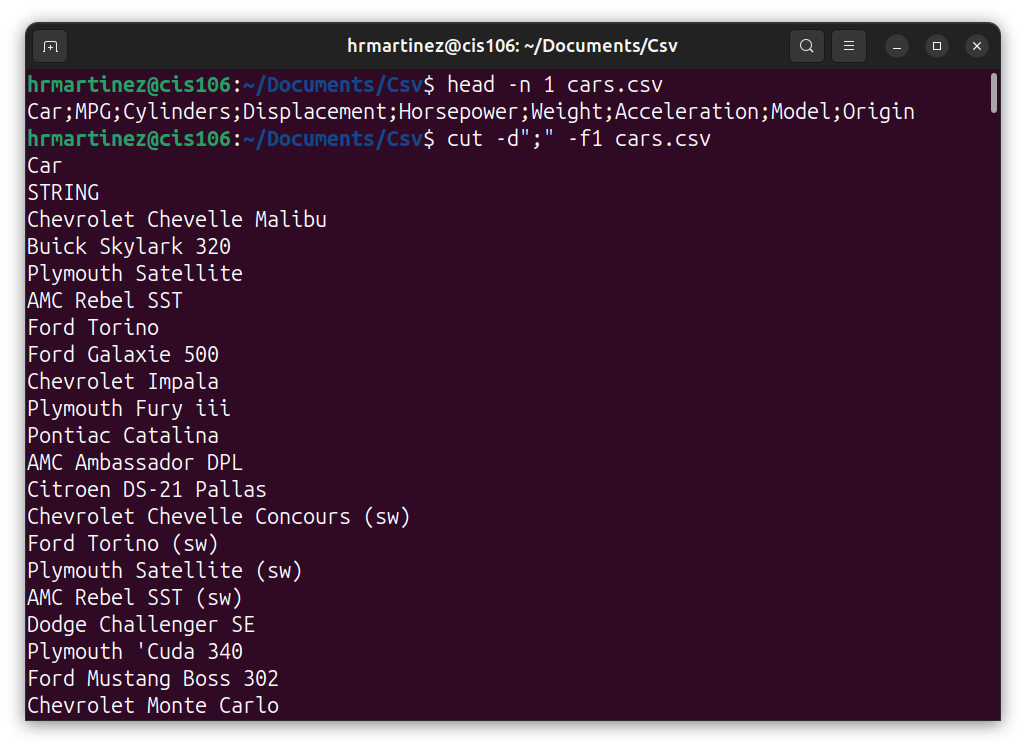 hrmartinez@cis106: ~/Documents/Csv
hrmartinez@cis106:~/Documents/Csv$ head -n 1 cars.csv
Car;MPG;Cylinders;Displacement;Horsepower;Weight;Acceleration;Model;Origin
hrmartinez@cis106:~/Documents/Csv$ cut -d";" -f1 cars.csv
Car
STRING
Chevrolet Chevelle Malibu
Buick Skylark 320
Plymouth Satellite
AMC Rebel SST
Ford Torino
Ford Galaxie 500
Chevrolet Impala
Plymouth Fury iii
Pontiac Catalina
AMC Ambassador DPL
Citroen DS-21 Pallas
Chevrolet Chevelle Concours (sw)
Ford Torino (sw)
Plymouth Satellite (sw)
AMC Rebel SST (sw)
Dodge Challenger SE
Plymouth 'Cuda 340
Ford Mustang Boss 302
Chevrolet Monte Carlo